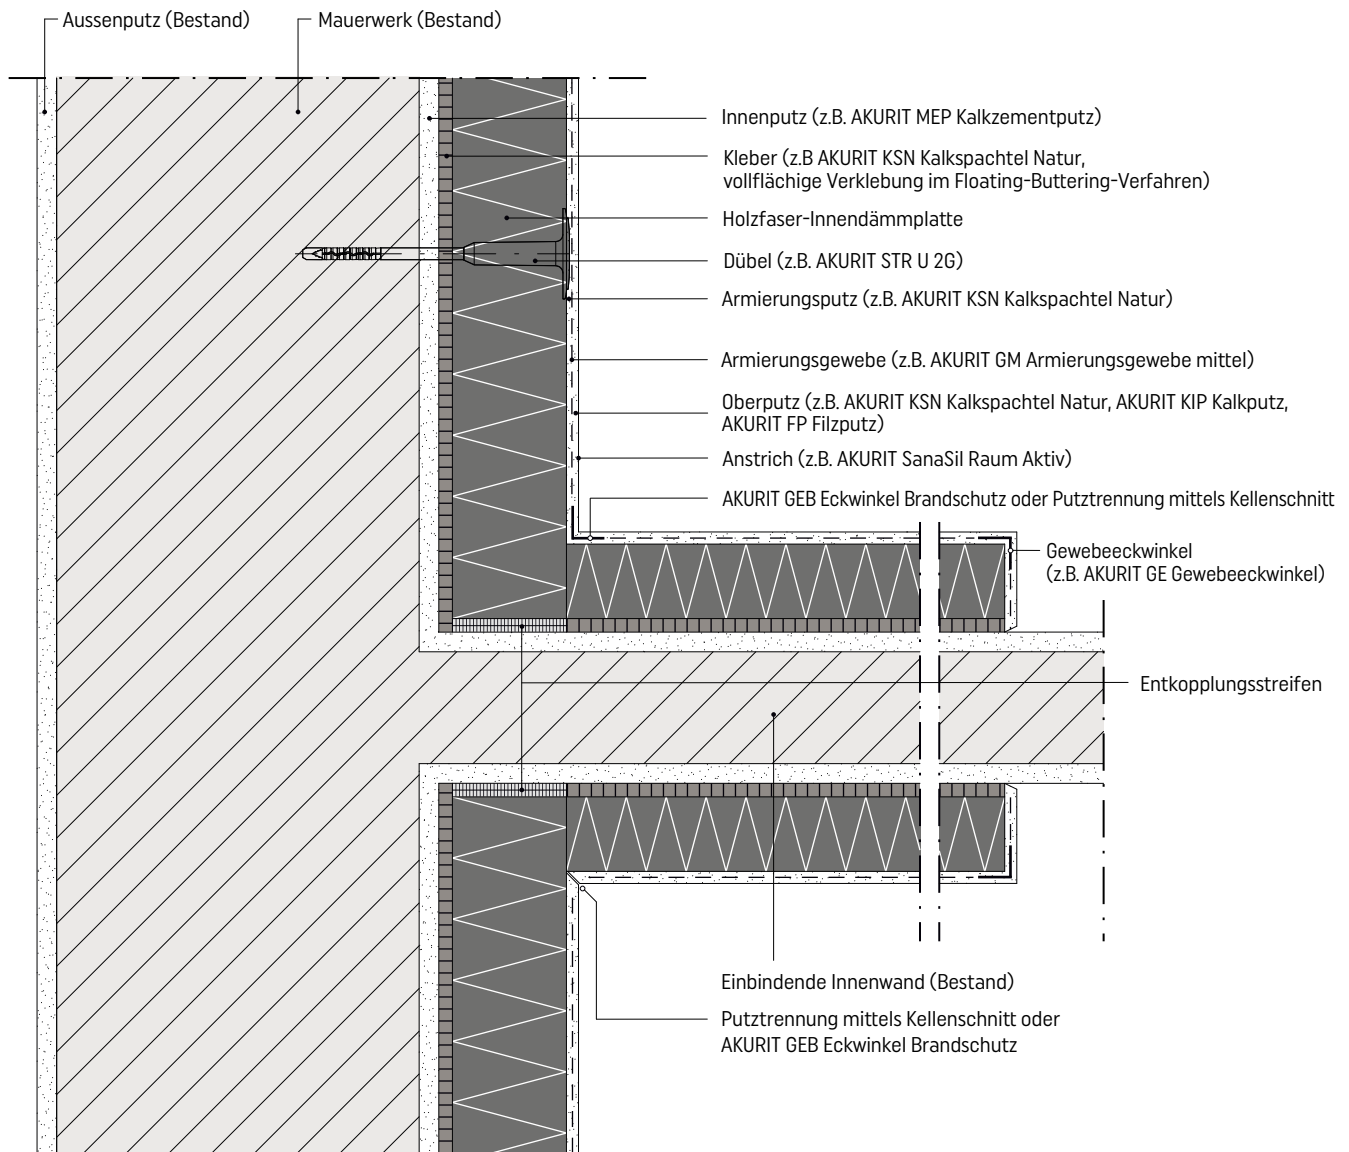 Aussenputz (Bestand)
Mauerwerk (Bestand)
Innenputz (z.B. AKURIT MEP Kalkzementputz)
Kleber (z.B AKURIT KSN Kalkspachtel Natur,
vollflächige Verklebung im Floating-Buttering-Verfahren)
Holzfaser-Innendämmplatte
Dübel (z.B. AKURIT STR U 2G)
Armierungsputz (z.B. AKURIT KSN Kalkspachtel Natur)
Armierungsgewebe (z.B. AKURIT GM Armierungsgewebe mittel)
Oberputz (z.B. AKURIT KSN Kalkspachtel Natur, AKURIT KIP Kalkputz,
AKURIT FP Filzputz)
Anstrich (z.B. AKURIT SanaSil Raum Aktiv)
AKURIT GEB Eckwinkel Brandschutz oder Putztrennung mittels Kellenschnitt
Gewebeeckwinkel
(z.B. AKURIT GE Gewebeeckwinkel)
Entkopplungsstreifen
Einbindende Innenwand (Bestand)
Putztrennung mittels Kellenschnitt oder
AKURIT GEB Eckwinkel Brandschutz